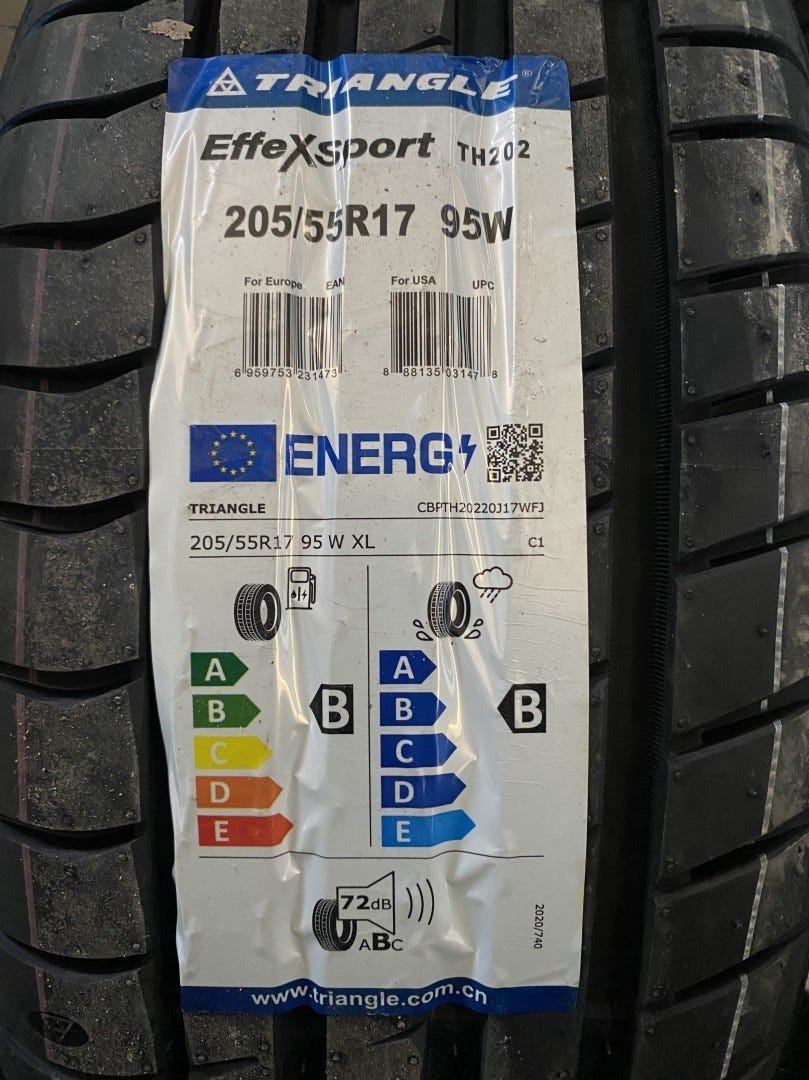 TRIANGLE®
EffeXsport TH202
205/55R17 95W
For Europe EAN For USA UPC
6 959753 231473 8 88135 03147 8
ENERG
TRIANGLE CBPTH20220J17WFJ
205/55R17 95 W XL C1
A A
B B B B
C C
D D
E E
72dB
ABC
2020/740
www.triangle.com.cn